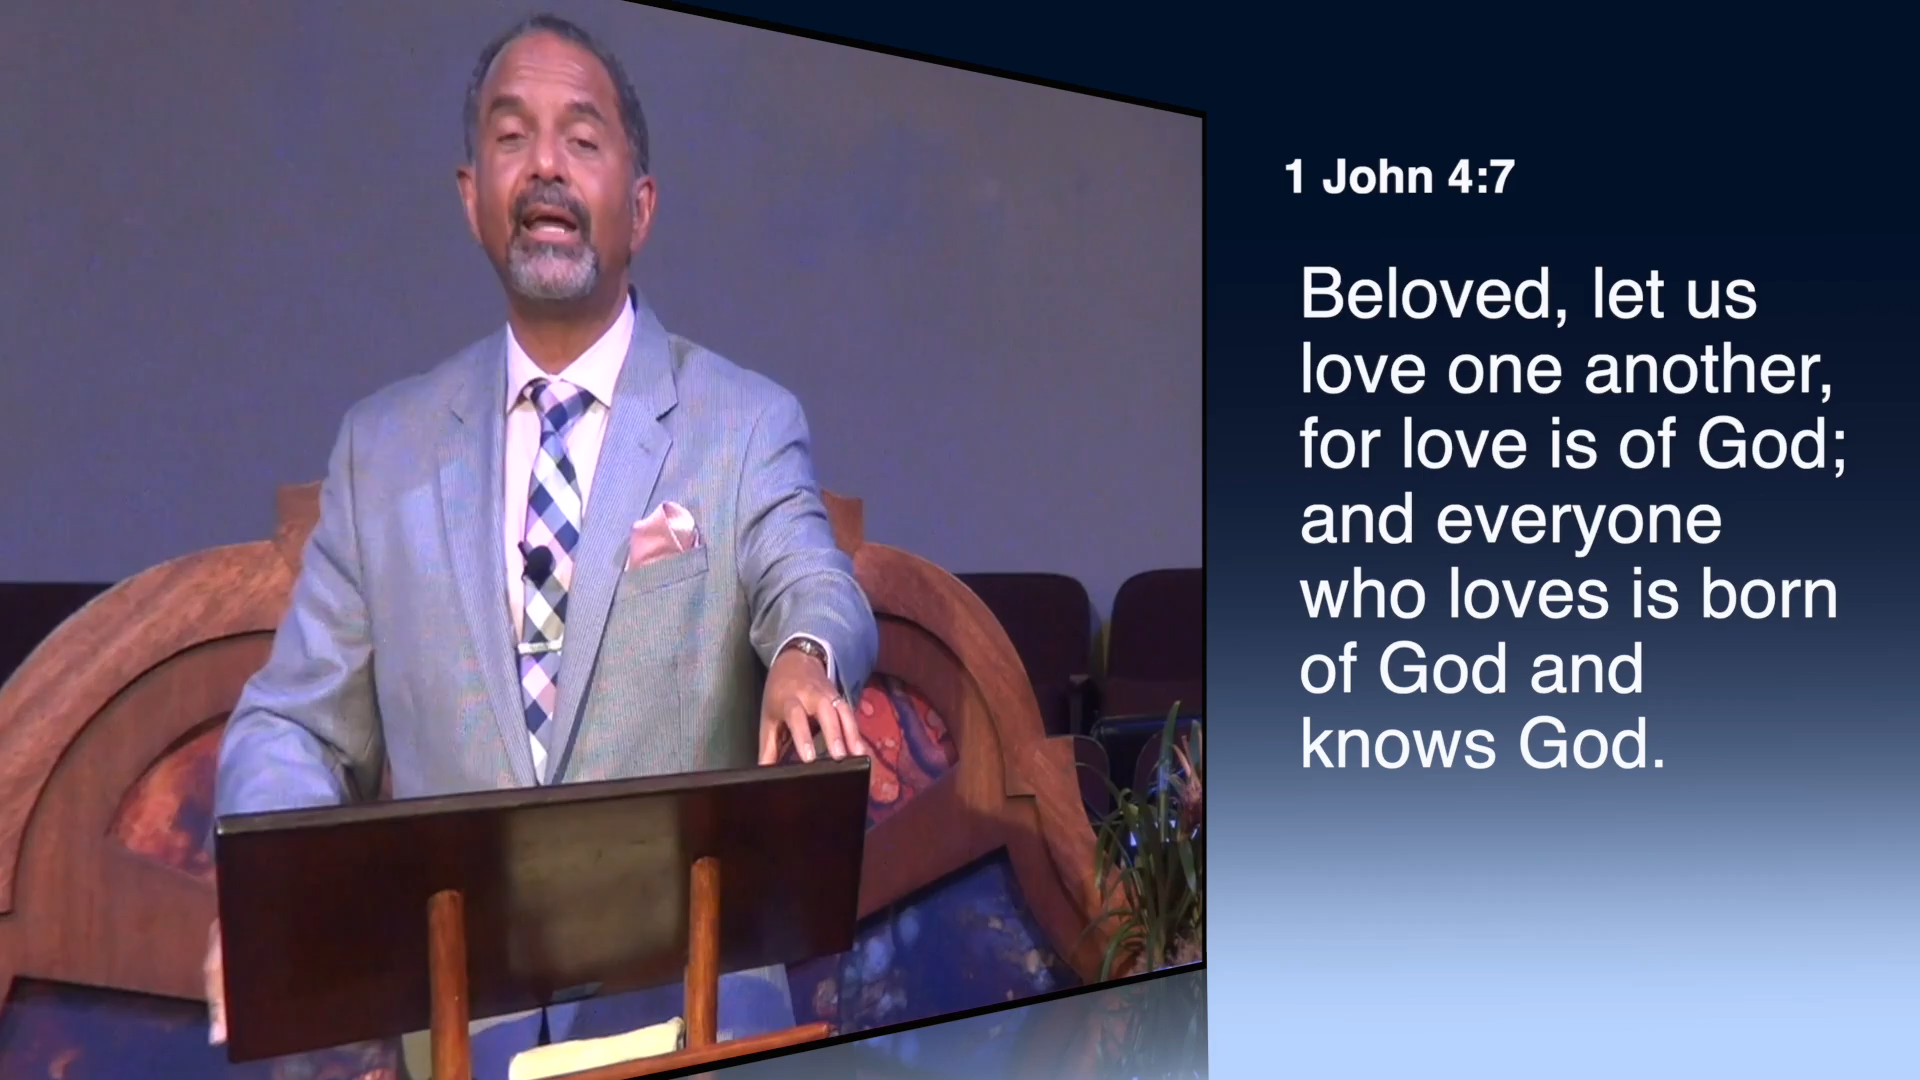 1 John 4:7
Beloved, let us
love one another,
for love is of God;
and everyone
who loves is born
of God and
knows God.